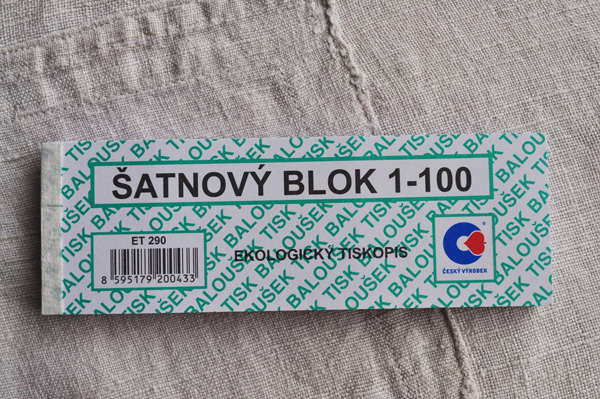 ŠATNOVÝ BLOK 1-100
ET 290
8 595179 200433
EKOLOGICKÝ TISKOPIS
ČESKÝ VÝROBEK
BALOUŠEK TISK